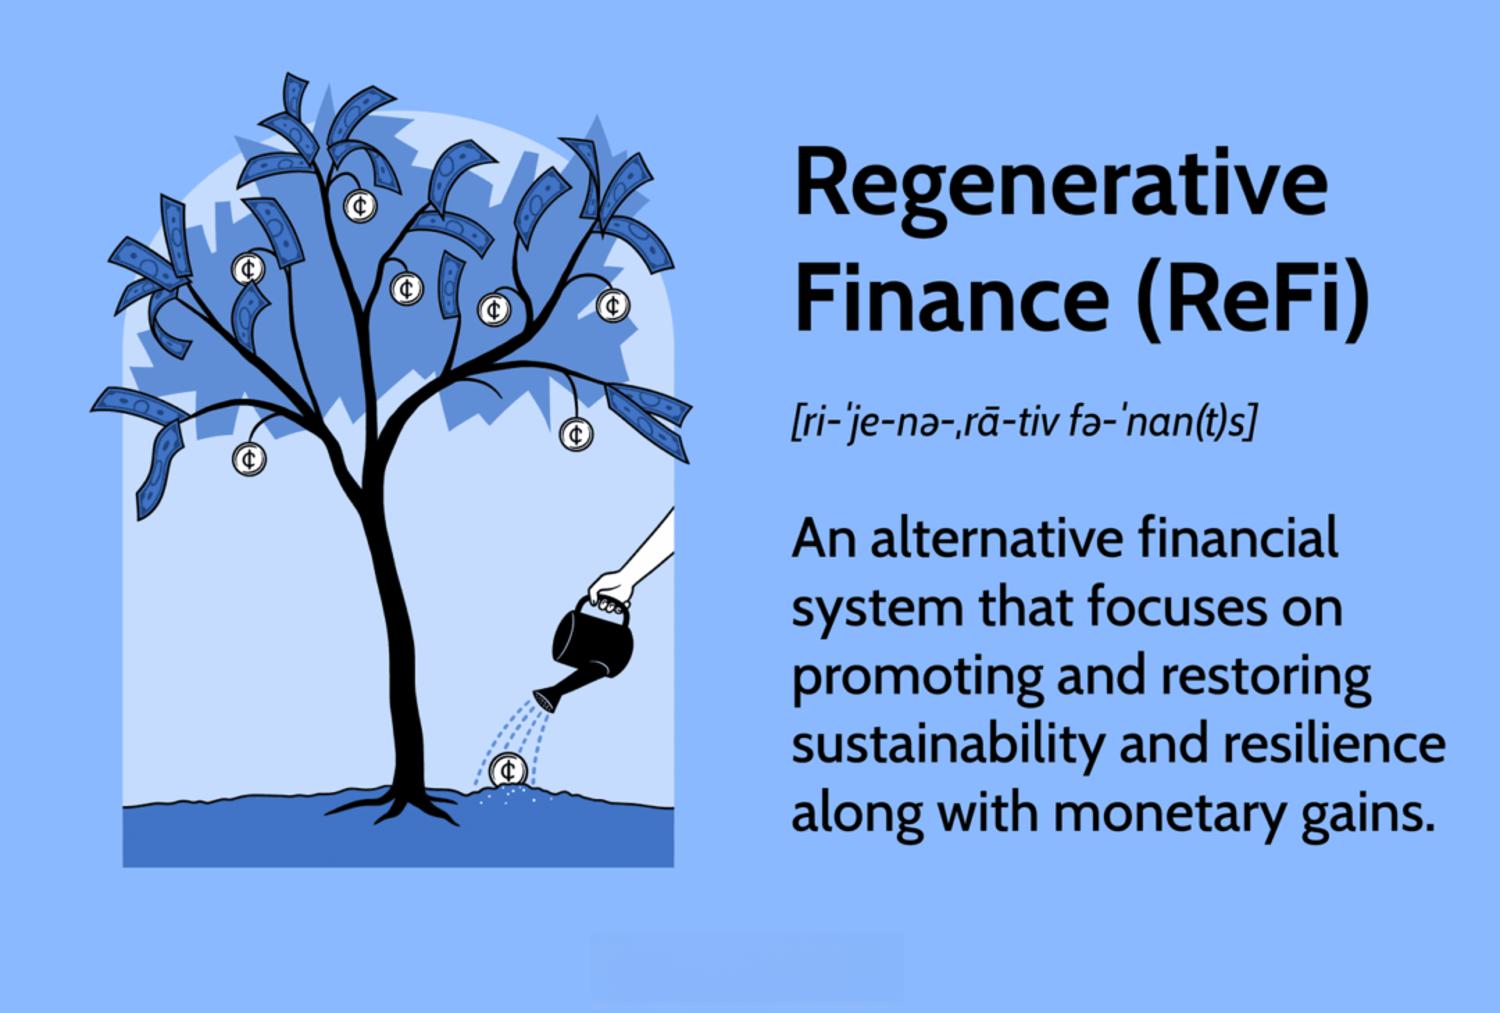 Regenerative
Finance (ReFi)
[ri-ˈje-nə-ˌrā-tiv fə-ˈnan(t)s]
An alternative financial
system that focuses on
promoting and restoring
sustainability and resilience
along with monetary gains.
₵
₵
₵
₵
₵
₵
₵
₵